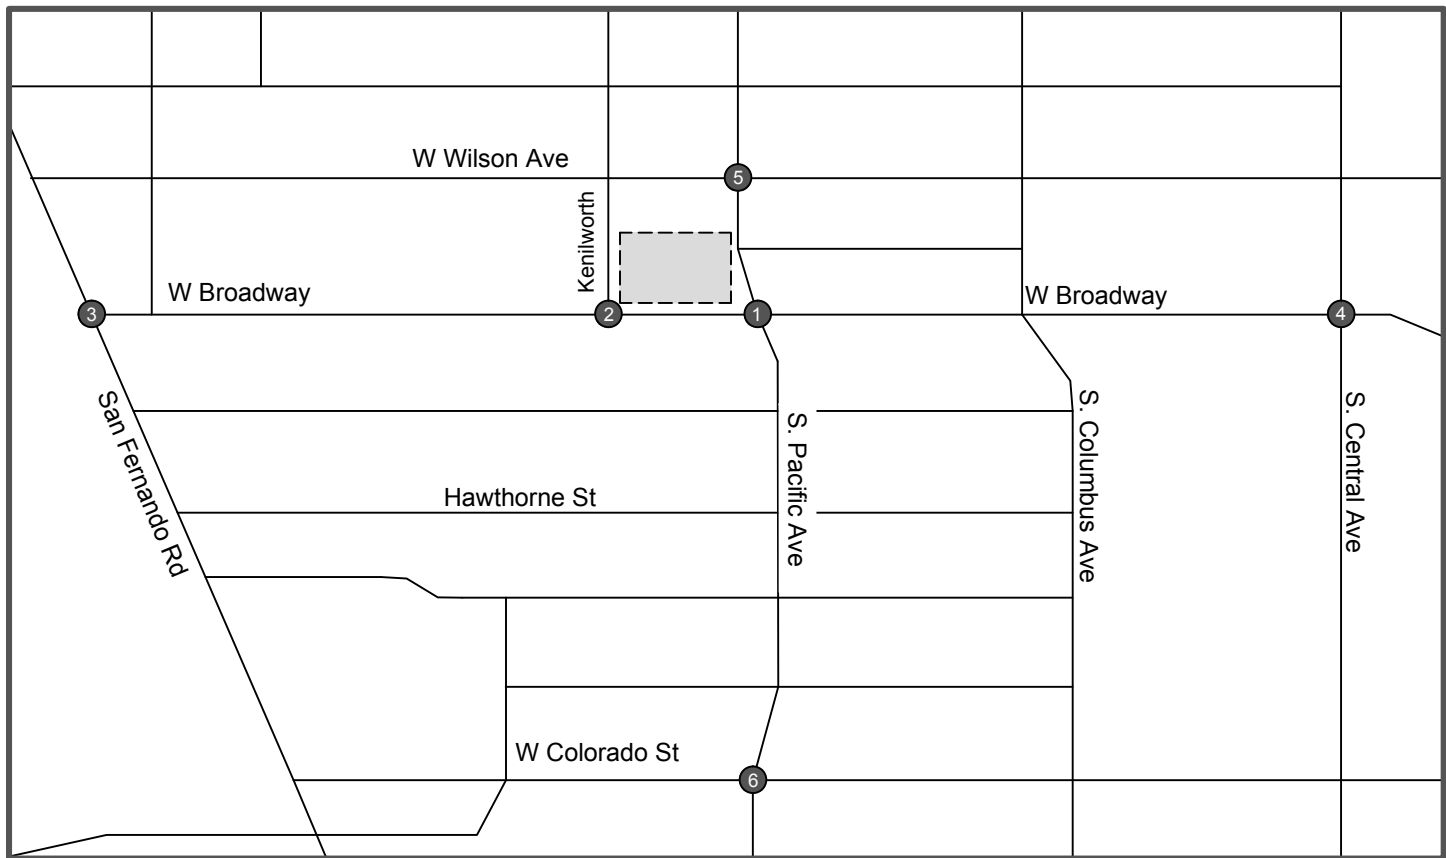 W Wilson Ave
5
Kenilworth
W Broadway
W Broadway
3
2
1
4
San Fernando Rd
S. Pacific Ave
S. Columbus Ave
S. Central Ave
Hawthorne St
W Colorado St
6